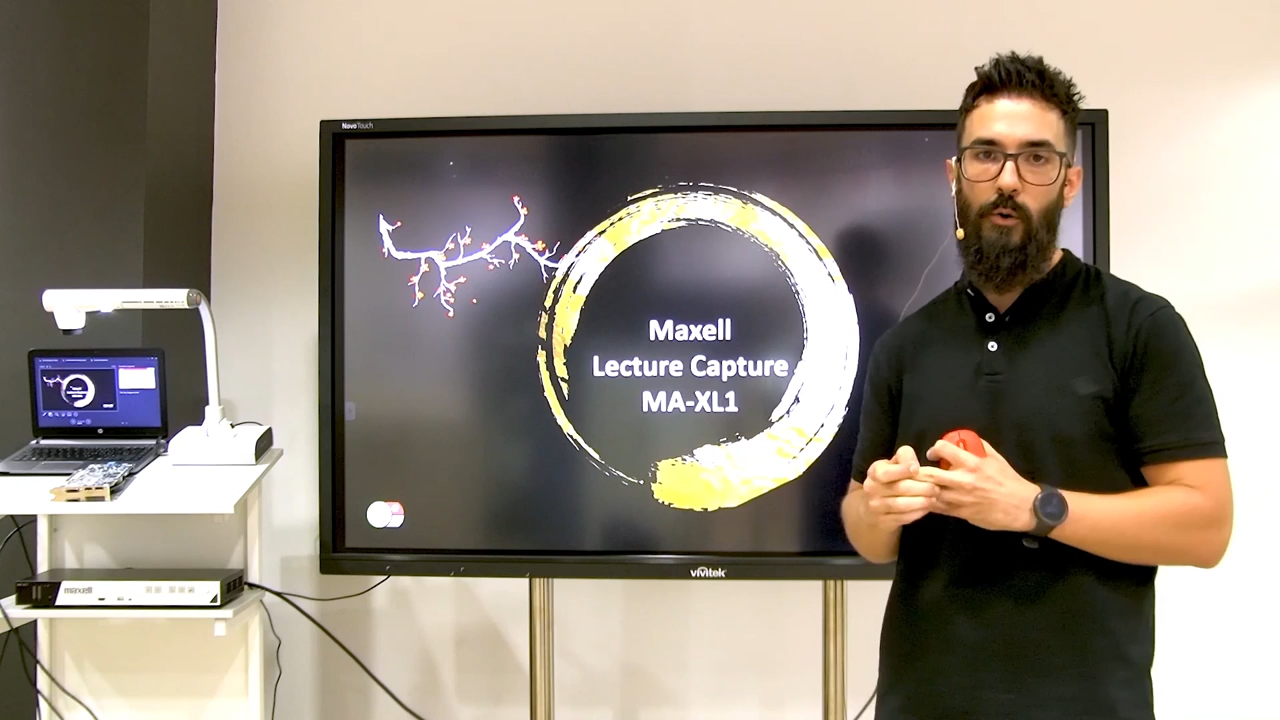 NovoTouch
Maxell
Lecture Capture
MA-XL1
vivitek
maxell